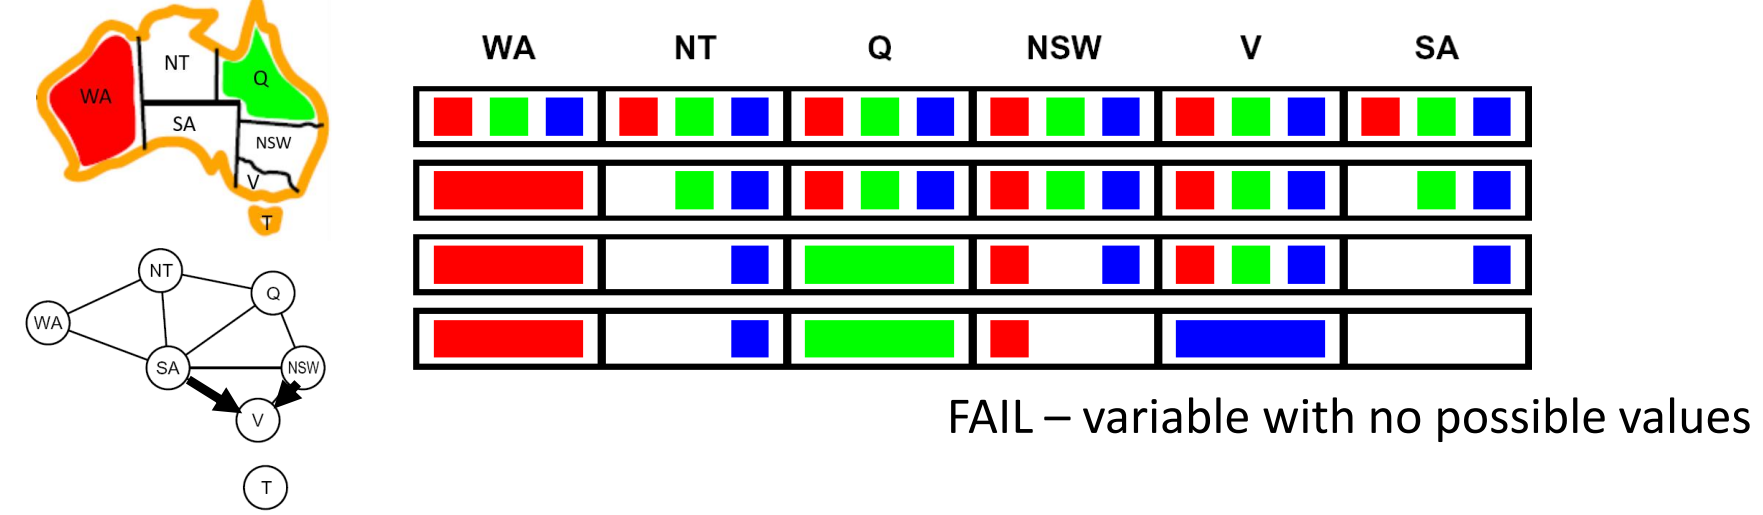 WA
NT
Q
SA
NSW
V
T
WA NT Q NSW V SA
NT
Q
WA
SA
NSW
V
T
FAIL – variable with no possible values